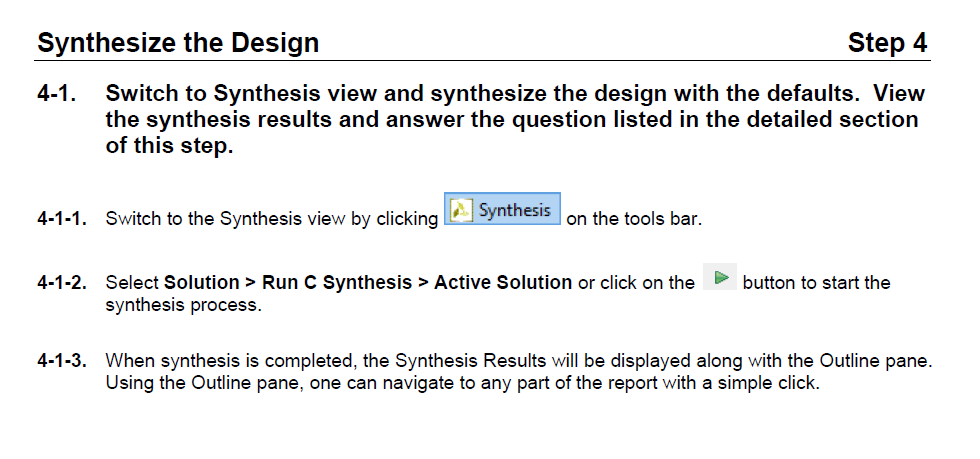 Synthesize the Design Step 4
4-1. Switch to Synthesis view and synthesize the design with the defaults. View
the synthesis results and answer the question listed in the detailed section
of this step.
4-1-1. Switch to the Synthesis view by clicking Synthesis on the tools bar.
4-1-2. Select Solution > Run C Synthesis > Active Solution or click on the button to start the
synthesis process.
4-1-3. When synthesis is completed, the Synthesis Results will be displayed along with the Outline pane.
Using the Outline pane, one can navigate to any part of the report with a simple click.